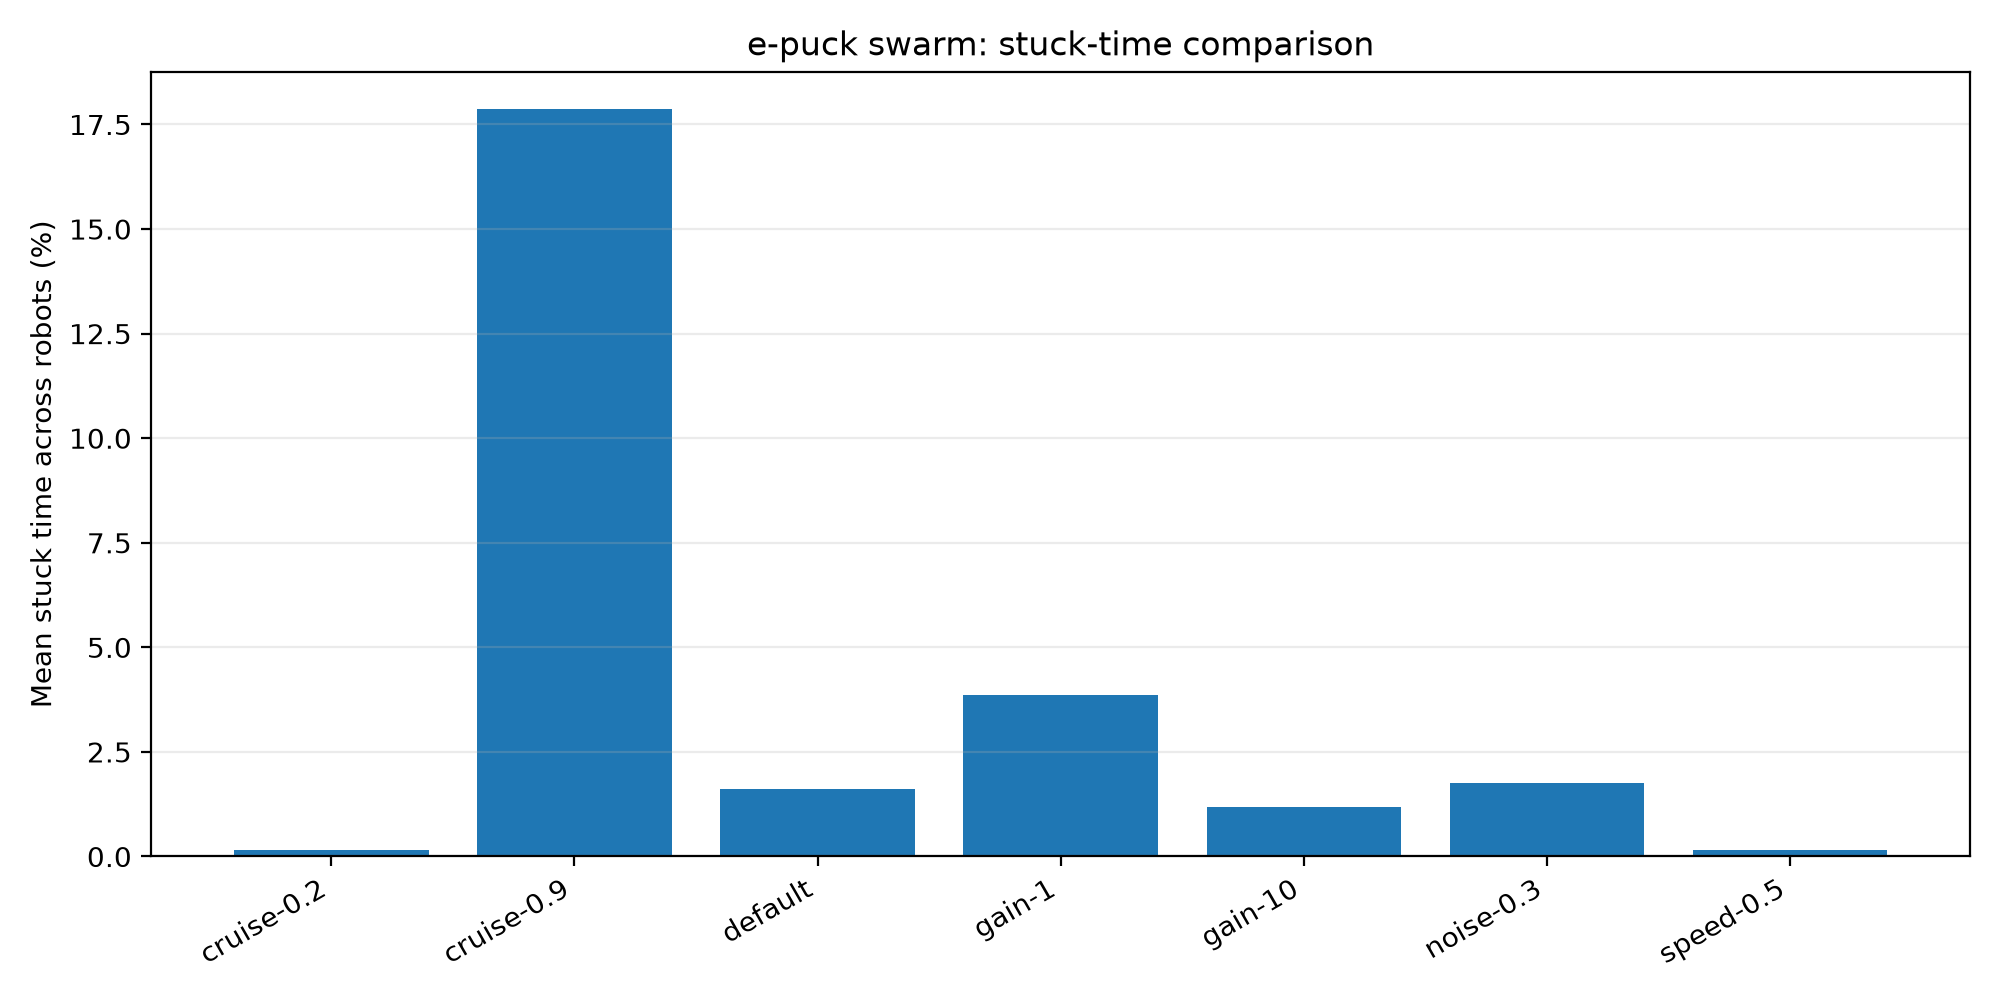 e-puck swarm: stuck-time comparison
Mean stuck time across robots (%)
17.5
15.0
12.5
10.0
7.5
5.0
2.5
0.0
cruise-0.2
cruise-0.9
default
gain-1
gain-10
noise-0.3
speed-0.5